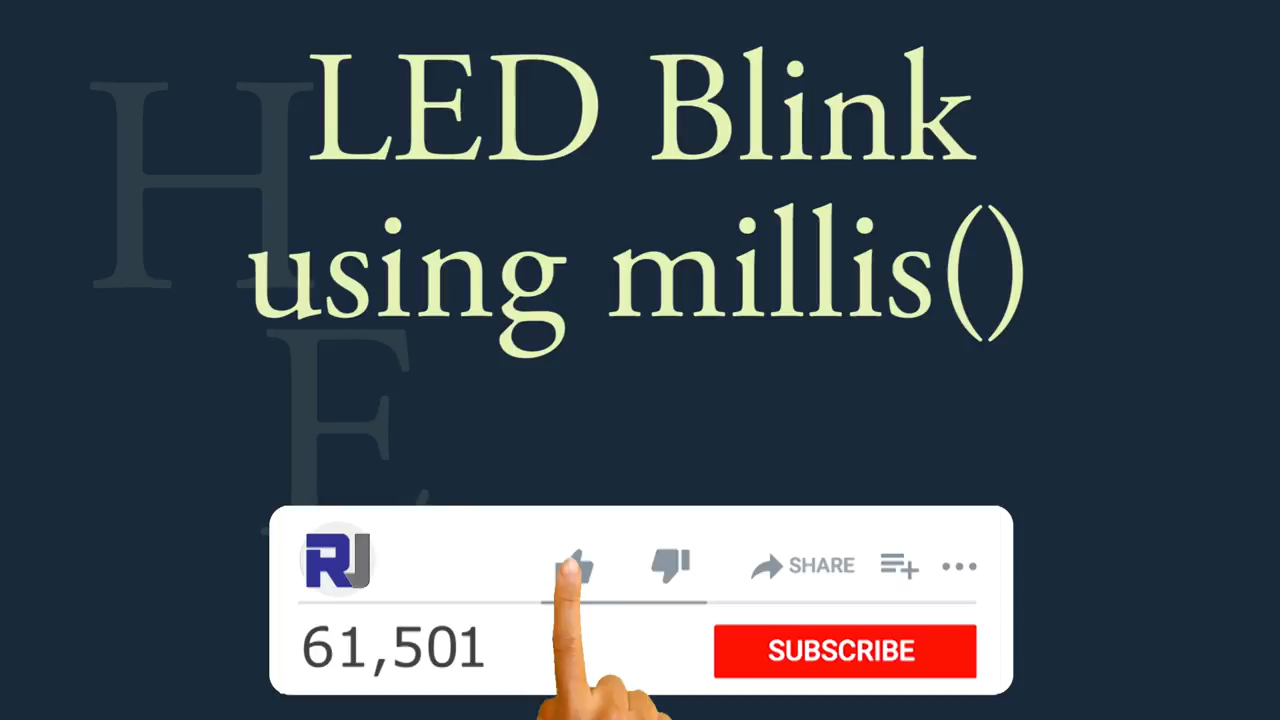 LED Blink
using millis()
H
E
RJ
SHARE
61,501
SUBSCRIBE